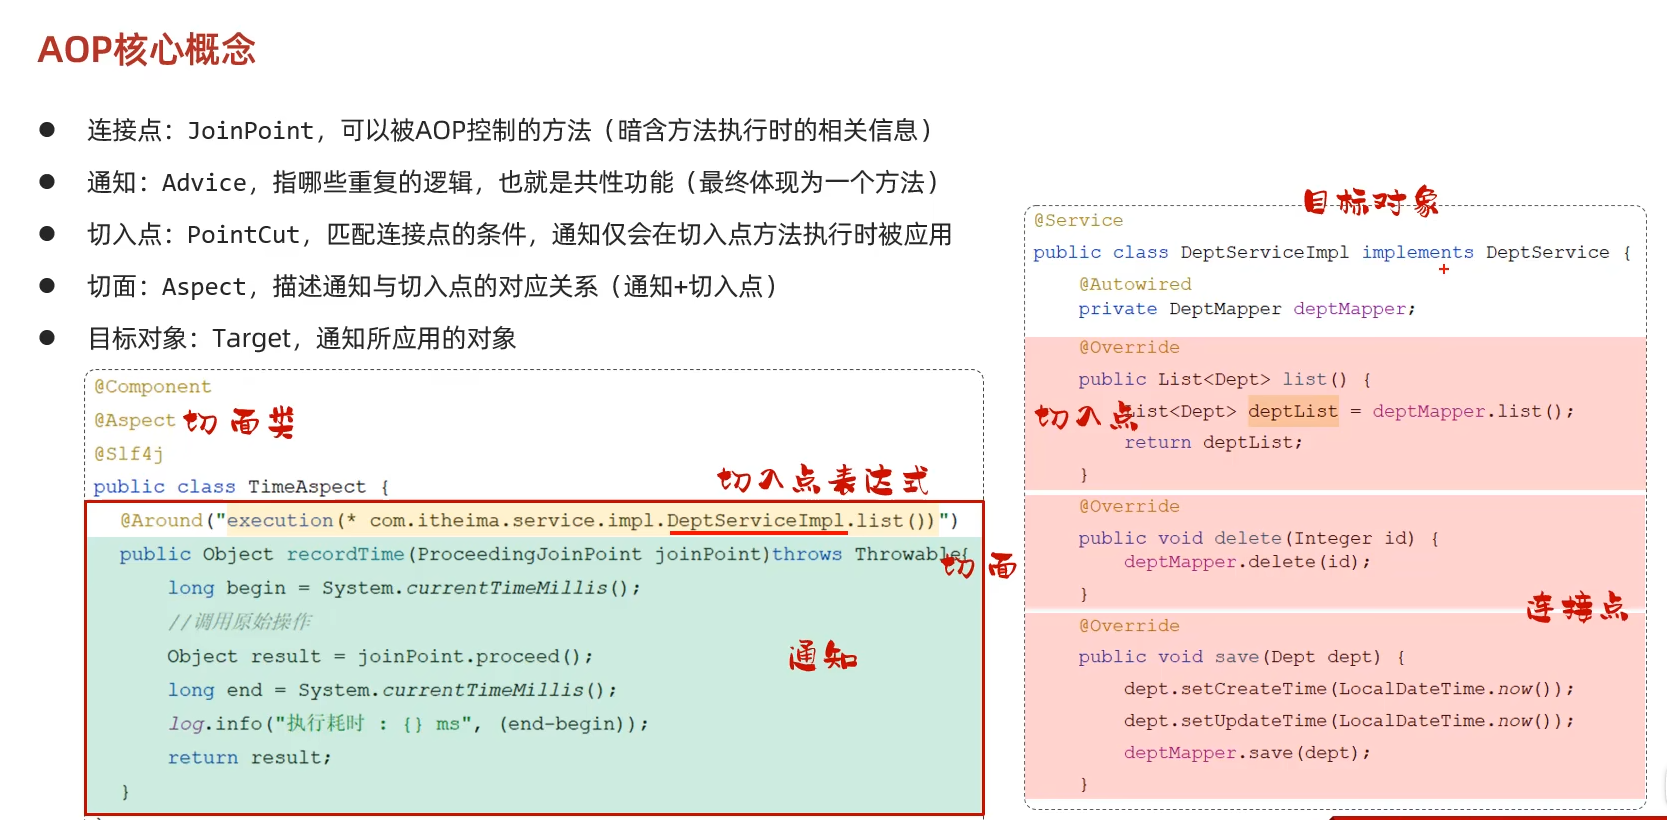 AOP核心概念
● 连接点：JoinPoint，可以被AOP控制的方法（暗含方法执行时的相关信息）
● 通知：Advice，指哪些重复的逻辑，也就是共性功能（最终体现为一个方法）
● 切入点：PointCut，匹配连接点的条件，通知仅会在切入点方法执行时被应用
● 切面：Aspect，描述通知与切入点的对应关系（通知+切入点）
● 目标对象：Target，通知所应用的对象
@Component
@Aspect 切面类
@Slf4j
public class TimeAspect {
切入点表达式
@Around("execution(* com.itheima.service.impl.DeptServiceImpl.list())")
public Object recordTime(ProceedingJoinPoint joinPoint)throws Throwable{
切面
long begin = System.currentTimeMillis();
//调用原始操作
Object result = joinPoint.proceed();
通知
long end = System.currentTimeMillis();
log.info("执行耗时 : {} ms", (end-begin));
return result;
}
目标对象
@Service
public class DeptServiceImpl implements DeptService {
@Autowired
private DeptMapper deptMapper;
@Override
public List<Dept> list() {
切入点
List<Dept> deptList = deptMapper.list();
return deptList;
}
@Override
public void delete(Integer id) {
deptMapper.delete(id);
}
连接点
@Override
public void save(Dept dept) {
dept.setCreateTime(LocalDateTime.now());
dept.setUpdateTime(LocalDateTime.now());
deptMapper.save(dept);
}